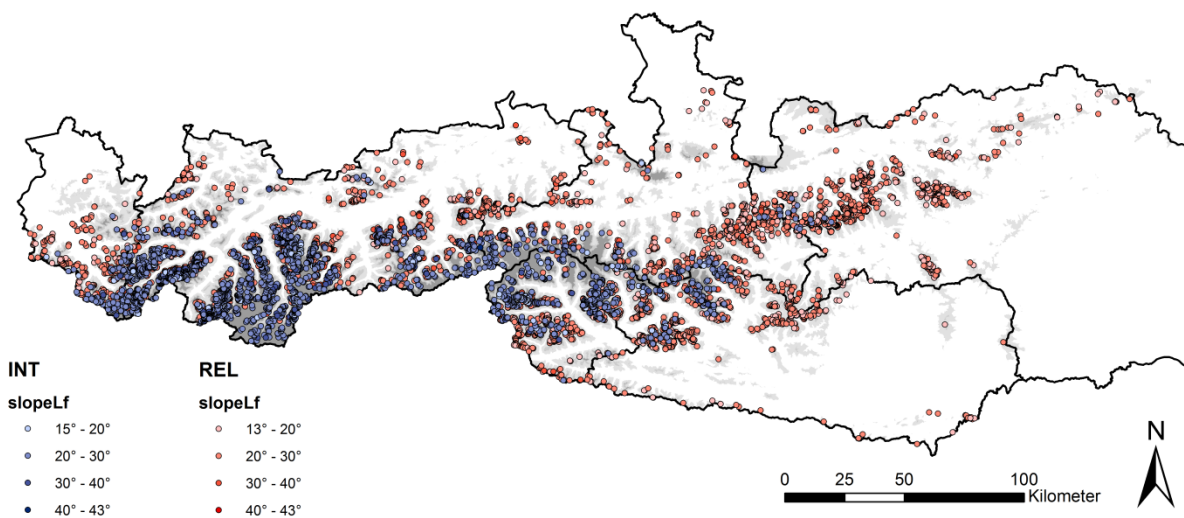 INT REL
slopeLf slopeLf
15° - 20° 13° - 20°
20° - 30° 20° - 30°
30° - 40° 30° - 40°
40° - 43° 40° - 43°
N
0 25 50 100
Kilometer